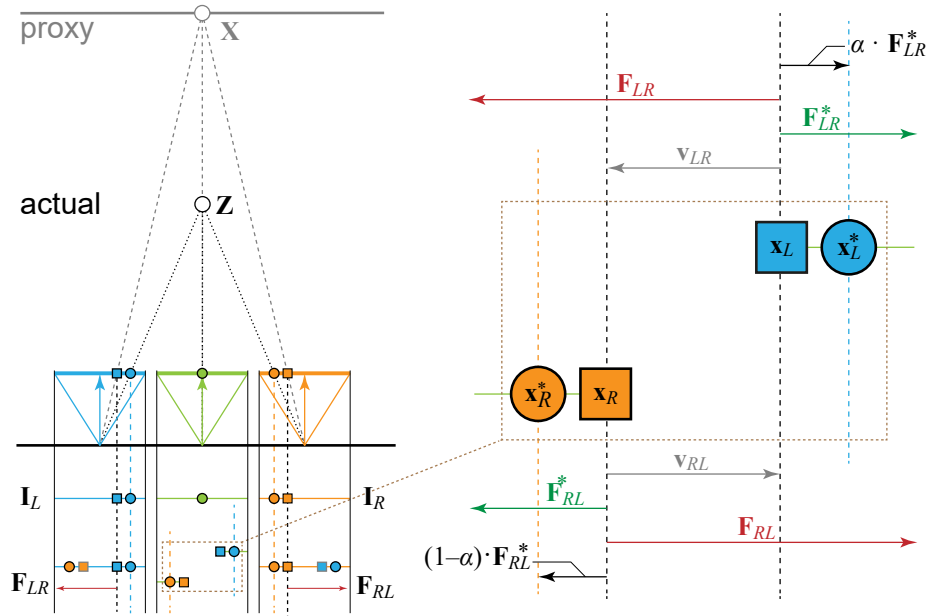 proxy
X
actual
Z
I_L
I_R
F_LR
F_RL
α · F*_LR
F_LR
F*_LR
v_LR
x_L
x*_L
x*_R
x_R
v_RL
F*_RL
F_RL
(1–α)·F*_RL